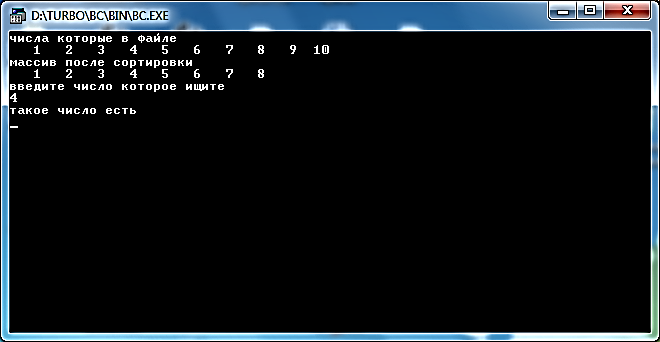 D:\TURBO\BC\BIN\BC.EXE
числа которые в файле
1 2 3 4 5 6 7 8 9 10
массив после сортировки
1 2 3 4 5 6 7 8
введите число которое ищите
4
такое число есть